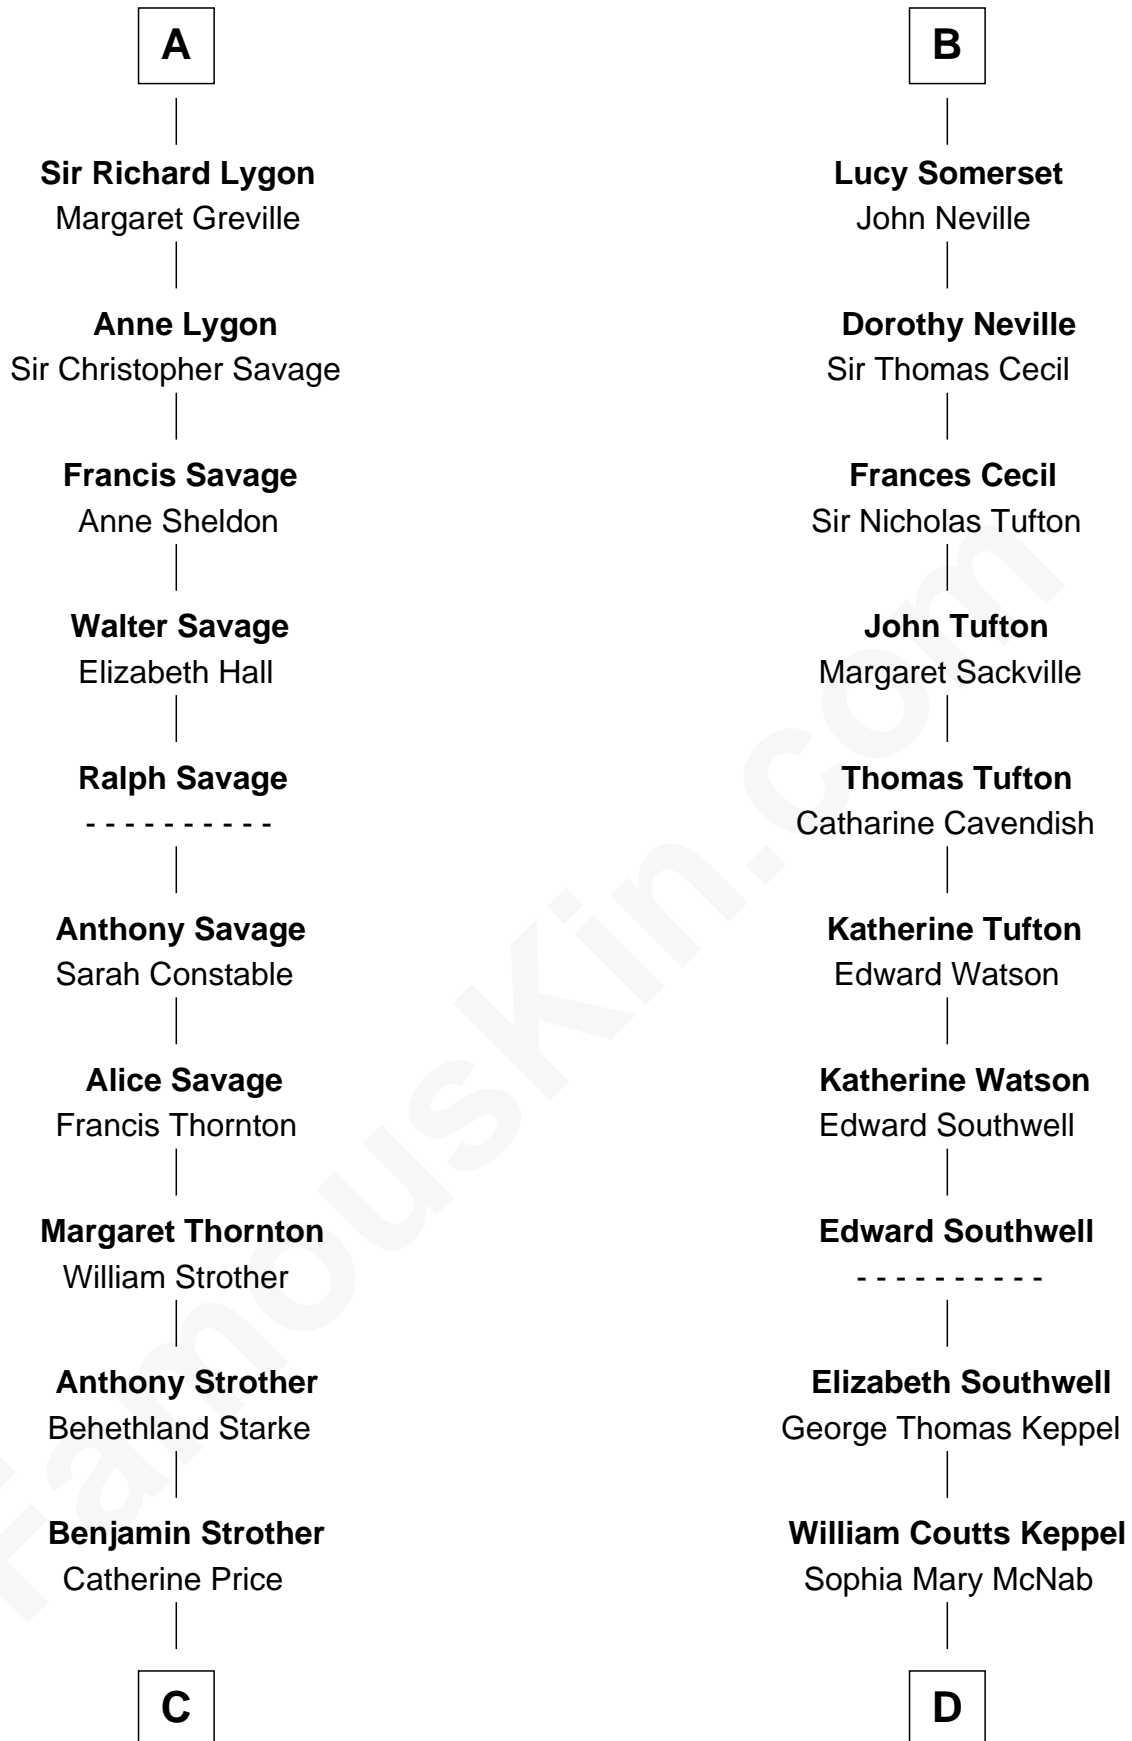 A
Sir Richard Lygon
Margaret Greville
Anne Lygon
Sir Christopher Savage
Francis Savage
Anne Sheldon
Walter Savage
Elizabeth Hall
Ralph Savage
- - - - - - - - - -
Anthony Savage
Sarah Constable
Alice Savage
Francis Thornton
Margaret Thornton
William Strother
Anthony Strother
Behethland Starke
Benjamin Strother
Catherine Price
C
B
Lucy Somerset
John Neville
Dorothy Neville
Sir Thomas Cecil
Frances Cecil
Sir Nicholas Tufton
John Tufton
Margaret Sackville
Thomas Tufton
Catharine Cavendish
Katherine Tufton
Edward Watson
Katherine Watson
Edward Southwell
Edward Southwell
- - - - - - - - - -
Elizabeth Southwell
George Thomas Keppel
William Coutts Keppel
Sophia Mary McNab
D
FamousKin.com